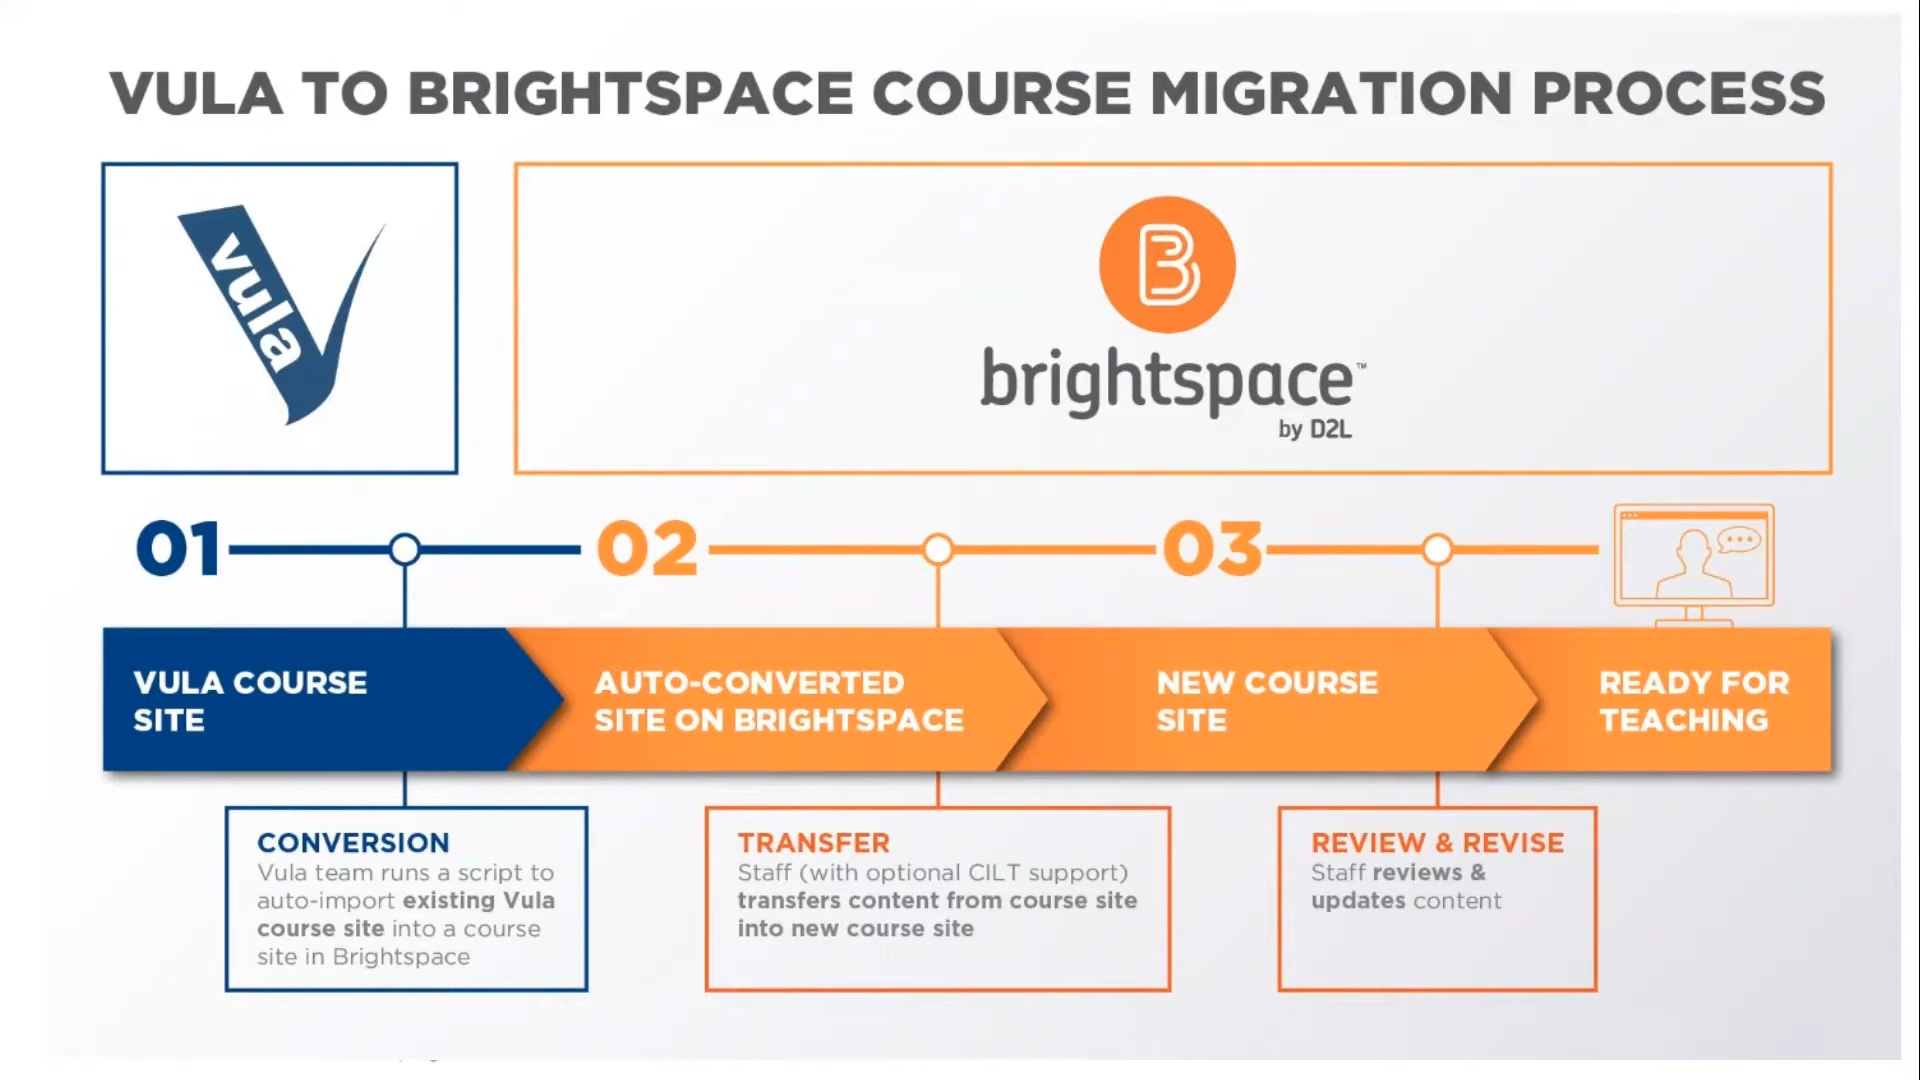 VULA TO BRIGHTSPACE COURSE MIGRATION PROCESS
vula
B
brightspace™
by D2L
01
02
03
VULA COURSE
SITE
AUTO-CONVERTED
SITE ON BRIGHTSPACE
NEW COURSE
SITE
READY FOR
TEACHING
CONVERSION
Vula team runs a script to
auto-import existing Vula
course site into a course
site in Brightspace
TRANSFER
Staff (with optional CILT support)
transfers content from course site
into new course site
REVIEW & REVISE
Staff reviews &
updates content